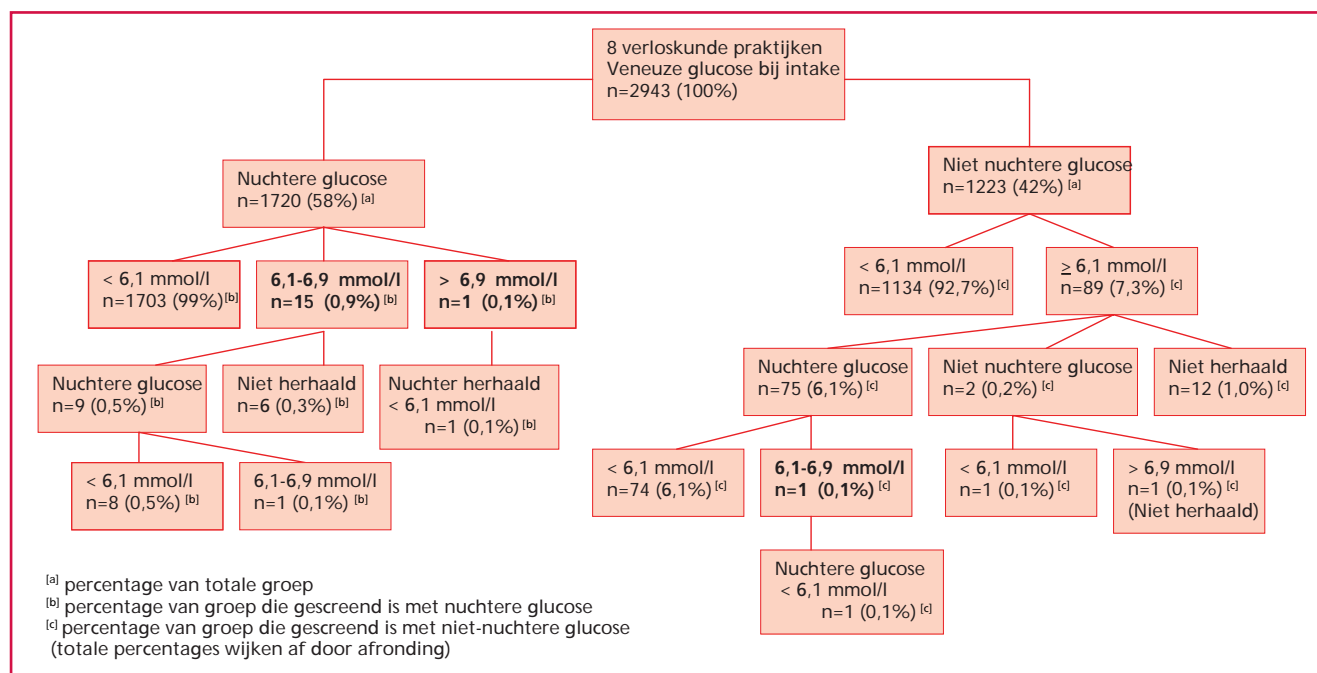 8 verloskunde praktijken
Veneuze glucose bij intake
n=2943 (100%)
Nuchtere glucose
n=1720 (58%) [a]
Niet nuchtere glucose
n=1223 (42%) [a]
< 6,1 mmol/l
n=1703 (99%)[b]
6,1-6,9 mmol/l
n=15 (0,9%)[b]
> 6,9 mmol/l
n=1 (0,1%)[b]
< 6,1 mmol/l
n=1134 (92,7%)[c]
≥ 6,1 mmol/l
n=89 (7,3%)[c]
Nuchtere glucose
n=9 (0,5%)[b]
Niet herhaald
n=6 (0,3%)[b]
Nuchter herhaald
< 6,1 mmol/l
n=1 (0,1%)[b]
Nuchtere glucose
n=75 (6,1%)[c]
Niet nuchtere glucose
n=2 (0,2%)[c]
Niet herhaald
n=12 (1,0%)[c]
< 6,1 mmol/l
n=8 (0,5%)[b]
6,1-6,9 mmol/l
n=1 (0,1%)[b]
< 6,1 mmol/l
n=74 (6,1%)[c]
6,1-6,9 mmol/l
n=1 (0,1%)[c]
< 6,1 mmol/l
n=1 (0,1%)[c]
> 6,9 mmol/l
n=1 (0,1%)[c]
(Niet herhaald)
Nuchtere glucose
< 6,1 mmol/l
n=1 (0,1%)[c]
[a] percentage van totale groep
[b] percentage van groep die gescreend is met nuchtere glucose
[c] percentage van groep die gescreend is met niet-nuchtere glucose
(totale percentages wijken af door afronding)